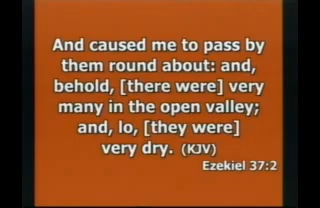 And caused me to pass by
them round about: and,
behold, [there were] very
many in the open valley;
and, lo, [they were]
very dry. (KJV)
Ezekiel 37:2